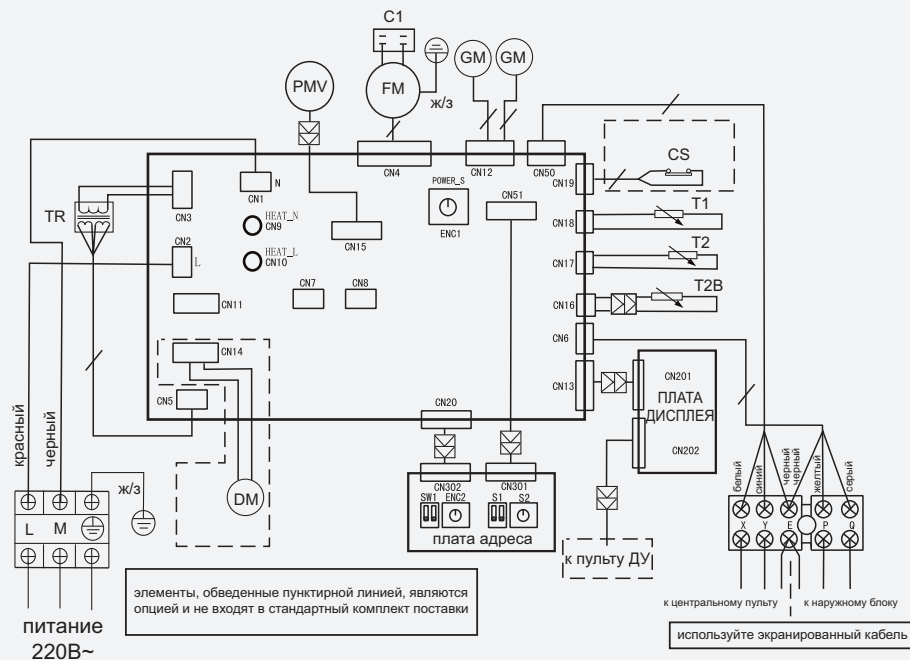 C1
PMV
FM
ж/з
GM
GM
CN4
CN12
CN50
CN19
CS
TR
CN3
CN1
N
HEAT_N
CN9
HEAT_L
CN10
CN2
L
CN15
POWER_S
ENC1
CN51
CN18
T1
CN17
T2
CN16
T2B
CN11
CN7
CN8
CN6
CN14
CN5
CN13
CN201
ПЛАТА
ДИСПЛЕЯ
CN202
CN20
CN302
CN301
SW1
ENC2
S1
S2
плата адреса
DM
красный
черный
ж/з
L
M
питание
220В~
к пульту ДУ
белый
синий
черный
черный
желтый
серый
X
Y
E
P
Q
к центральному пульту
к наружному блоку
используйте экранированный кабель
элементы, обведенные пунктирной линией, являются
опцией и не входят в стандартный комплект поставки